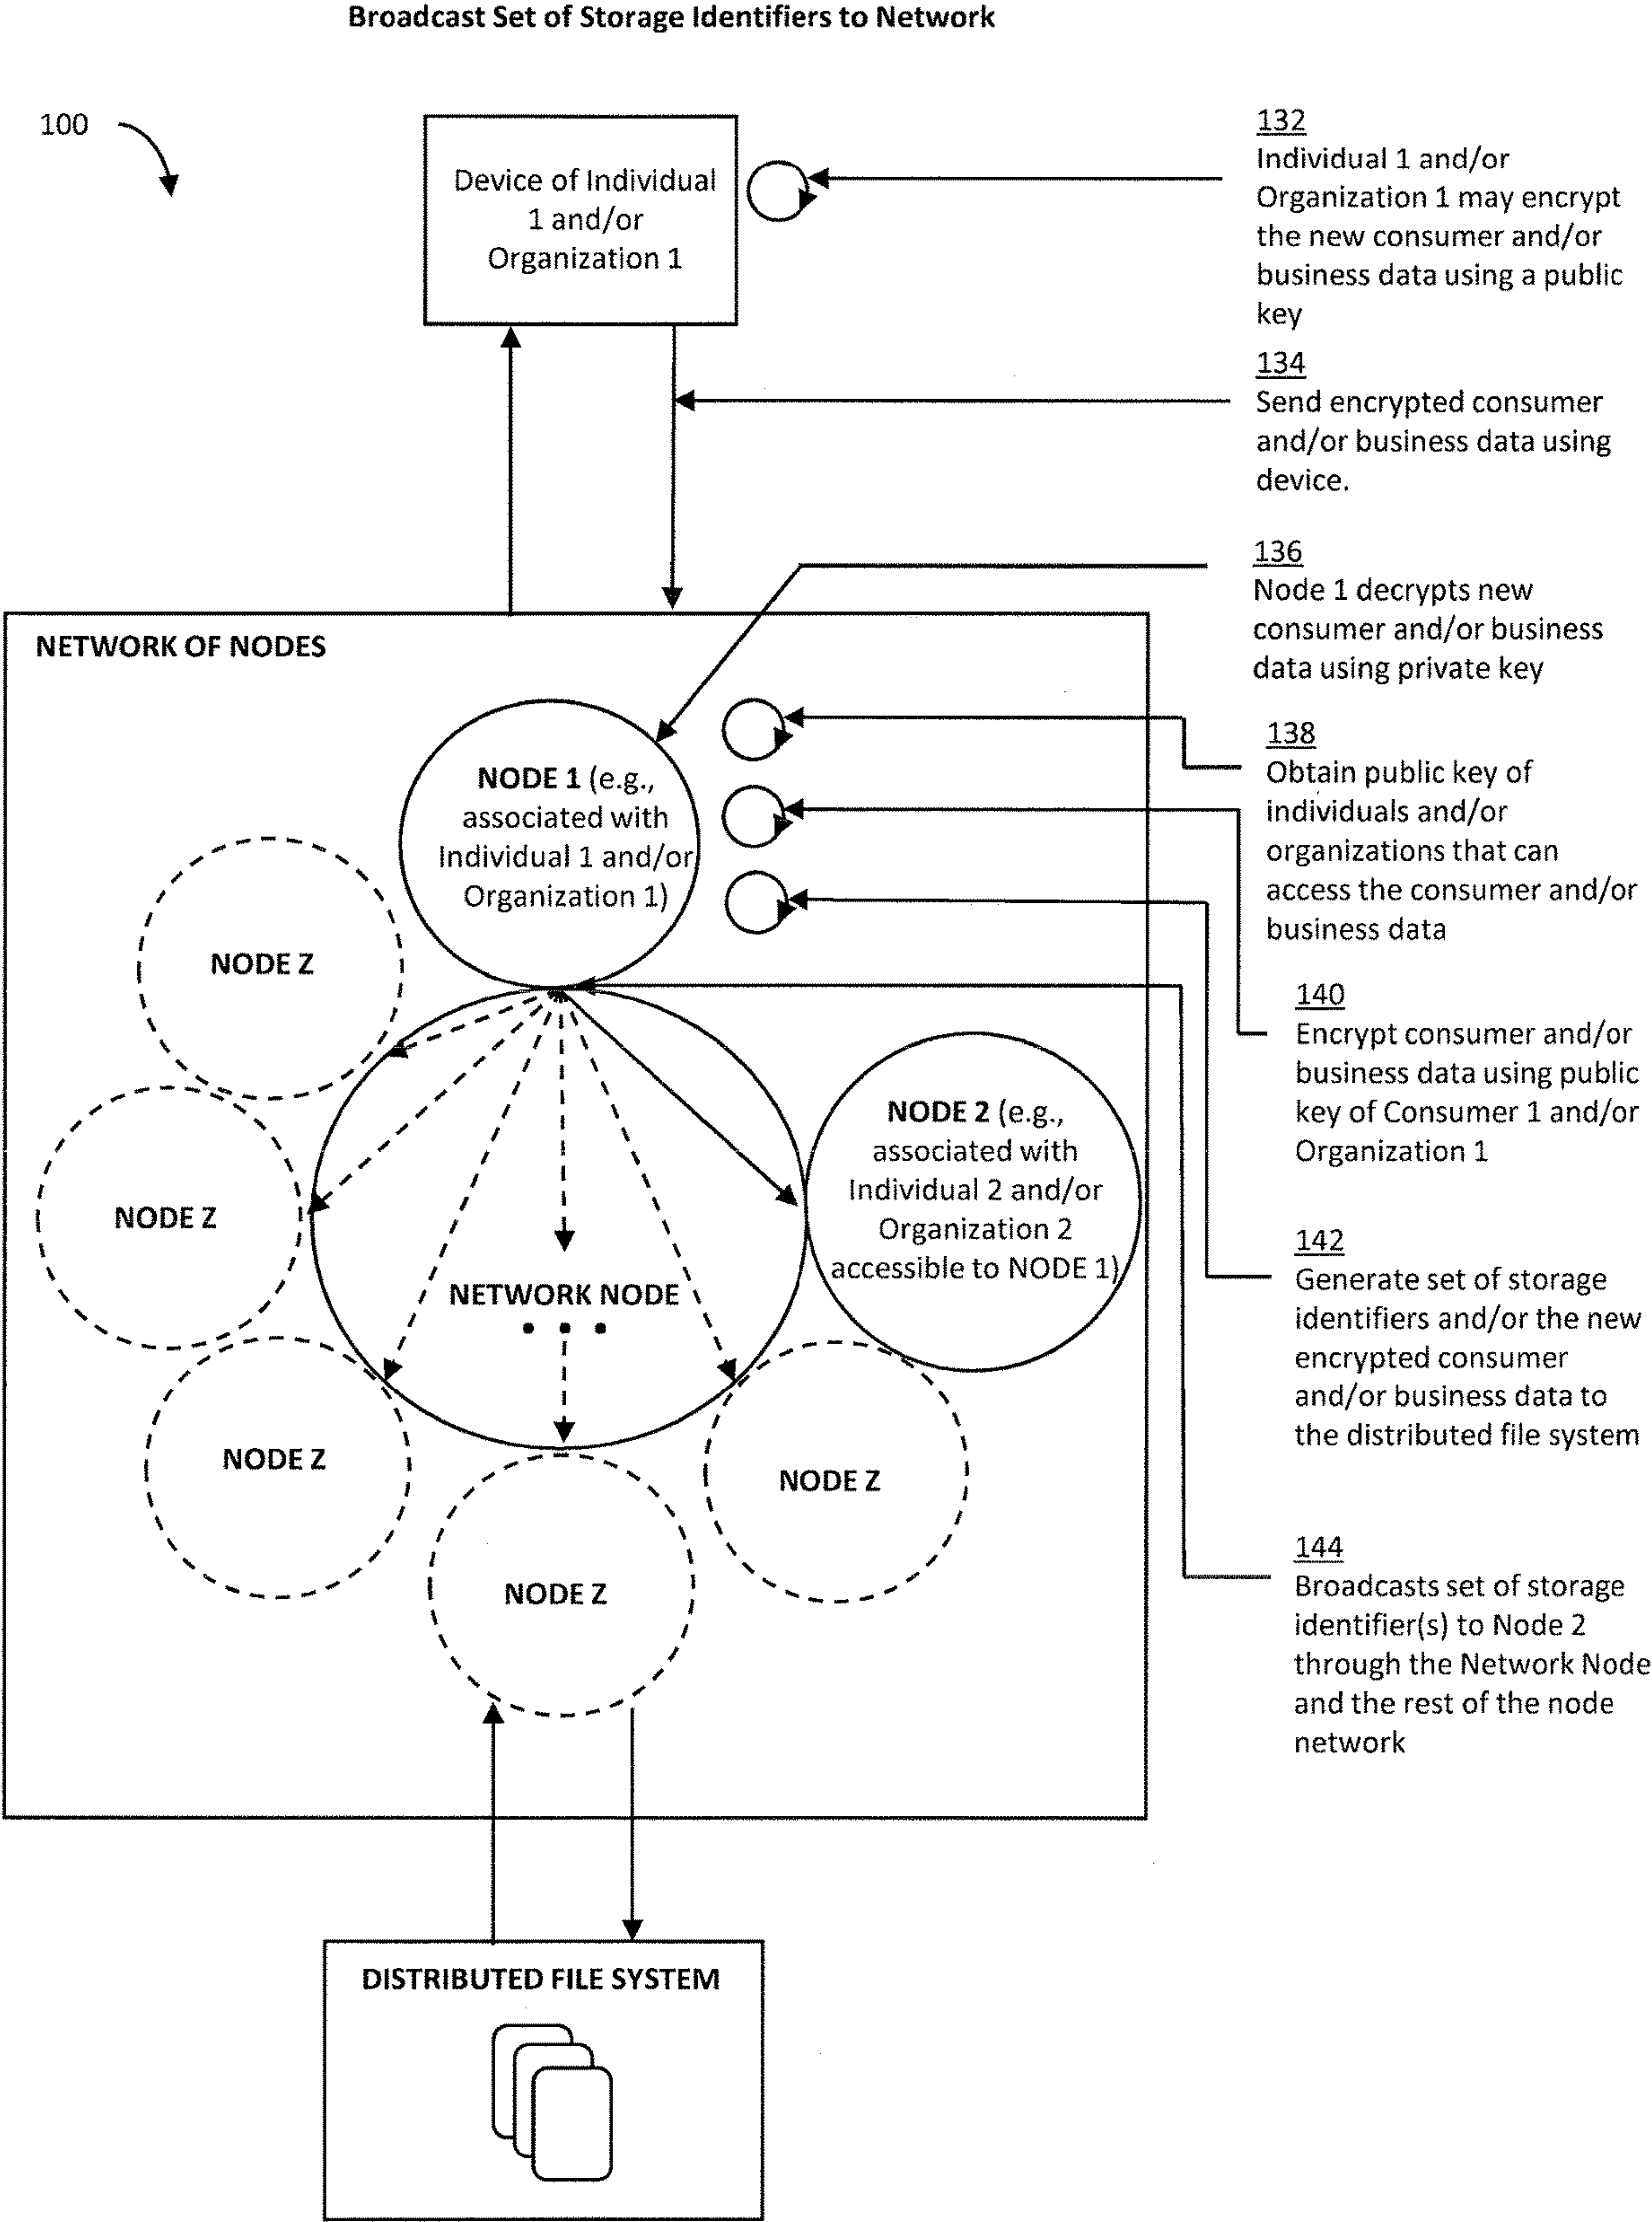 Broadcast Set of Storage Identifiers to Network
100
Device of Individual
1 and/or
Organization 1
132
Individual 1 and/or
Organization 1 may encrypt
the new consumer and/or
business data using a public
key
134
Send encrypted consumer
and/or business data using
device.
136
Node 1 decrypts new
consumer and/or business
data using private key
NETWORK OF NODES
NODE 1 (e.g.,
associated with
Individual 1 and/or
Organization 1)
138
Obtain public key of
individuals and/or
organizations that can
access the consumer and/or
business data
NODE Z
140
Encrypt consumer and/or
business data using public
key of Consumer 1 and/or
Organization 1
NODE 2 (e.g.,
associated with
Individual 2 and/or
Organization 2
accessible to NODE 1)
NODE Z
NETWORK NODE
142
Generate set of storage
identifiers and/or the new
encrypted consumer
and/or business data to
the distributed file system
NODE Z
NODE Z
NODE Z
144
Broadcasts set of storage
identifier(s) to Node 2
through the Network Node
and the rest of the node
network
DISTRIBUTED FILE SYSTEM